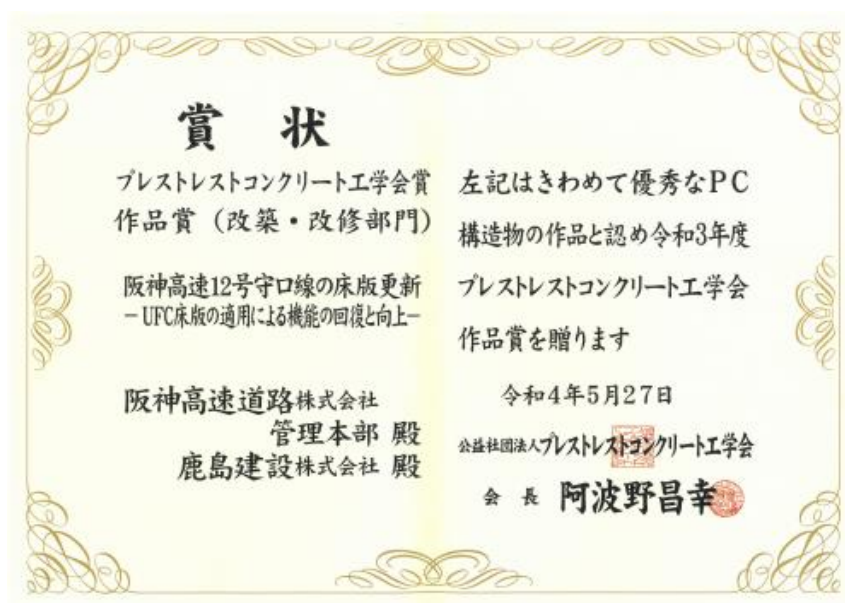 賞 状
プレストレストコンクリート工学会賞
作品賞（改築・改修部門）
阪神高速12号守口線の床版更新
－UFC床版の適用による機能の回復と向上－
阪神高速道路株式会社
管理本部 殿
鹿島建設株式会社 殿
左記はきわめて優秀なPC
構造物の作品と認め令和3年度
プレストレストコンクリート工学会
作品賞を贈ります
令和4年5月27日
公益社団法人プレストレストコンクリート工学会
会 長 阿波野昌幸